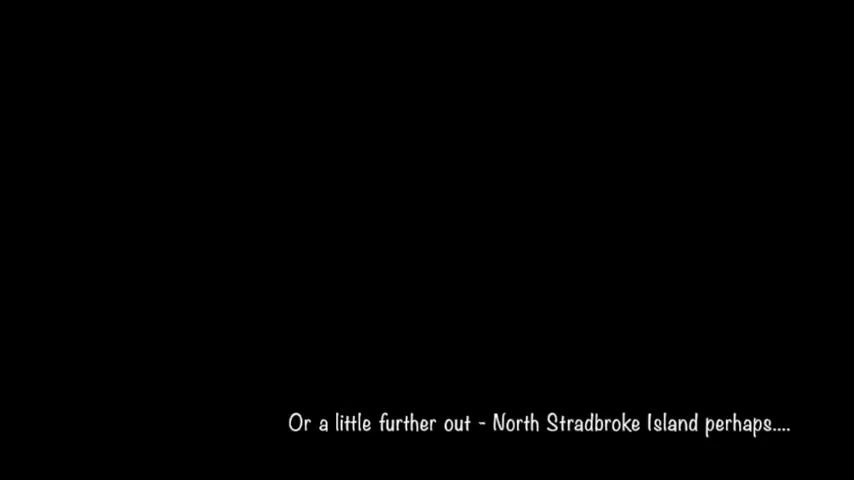 Or a little further out - North Stradbroke Island perhaps....